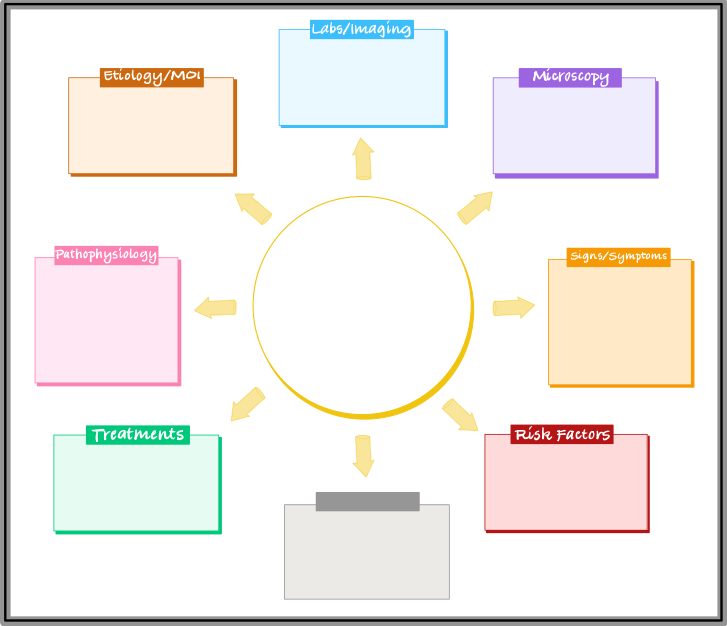 Labs/Imaging
Etiology/MOI
Microscopy
Pathophysiology
Signs/Symptoms
Treatments
Risk Factors